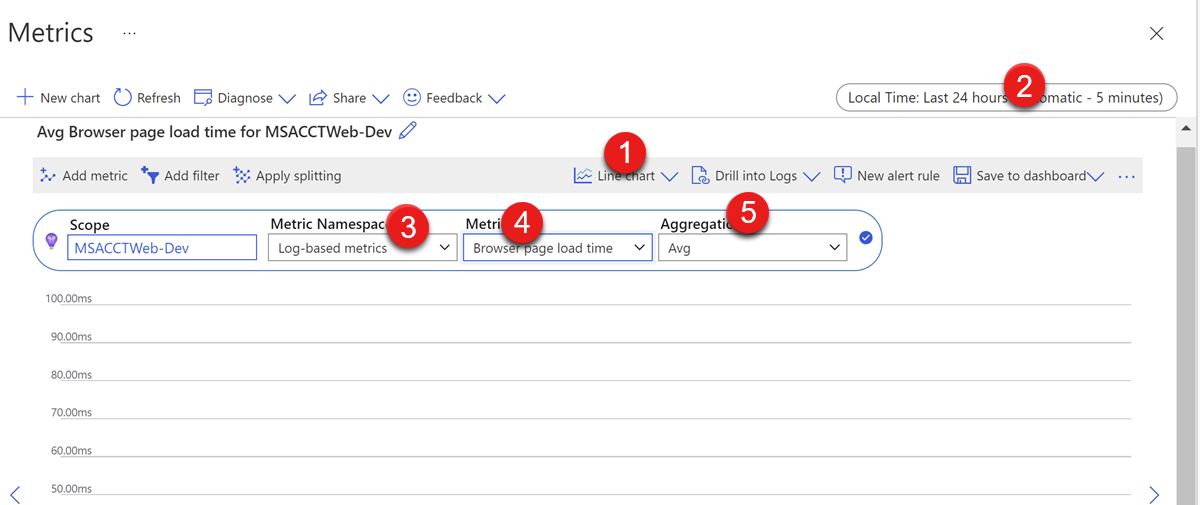 Metrics ...
New chart Refresh Diagnose Share Feedback
2
Local Time: Last 24 hours omatic - 5 minutes)
Avg Browser page load time for MSACCTWeb-Dev
1
Add metric Add filter Apply splitting Line chart Drill into Logs New alert rule Save to dashboard ...
Scope Metric Namespac 3 Metri 4 Aggregatio 5
MSACCTWeb-Dev Log-based metrics Browser page load time Avg
100.00ms
90.00ms
80.00ms
70.00ms
60.00ms
50.00ms